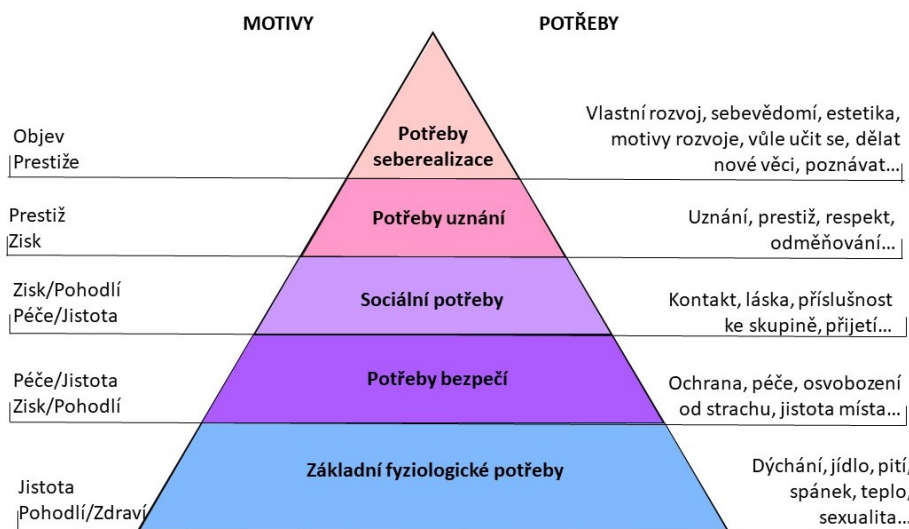 MOTIVY
POTŘEBY
Objev
Prestiže
Potřeby
seberealizace
Vlastní rozvoj, sebevědomí, estetika,
motivy rozvoje, vůle učit se, dělat
nové věci, poznávat...
Prestiž
Zisk
Potřeby uznání
Uznání, prestiž, respekt,
odměňování...
Zisk/Pohodlí
Péče/Jistota
Sociální potřeby
Kontakt, láska, příslušnost
ke skupině, přijetí...
Péče/Jistota
Zisk/Pohodlí
Potřeby bezpečí
Ochrana, péče, osvobození
od strachu, jistota místa...
Jistota
Pohodlí/Zdraví
Základní fyziologické potřeby
Dýchání, jídlo, pití,
spánek, teplo,
sexualita...